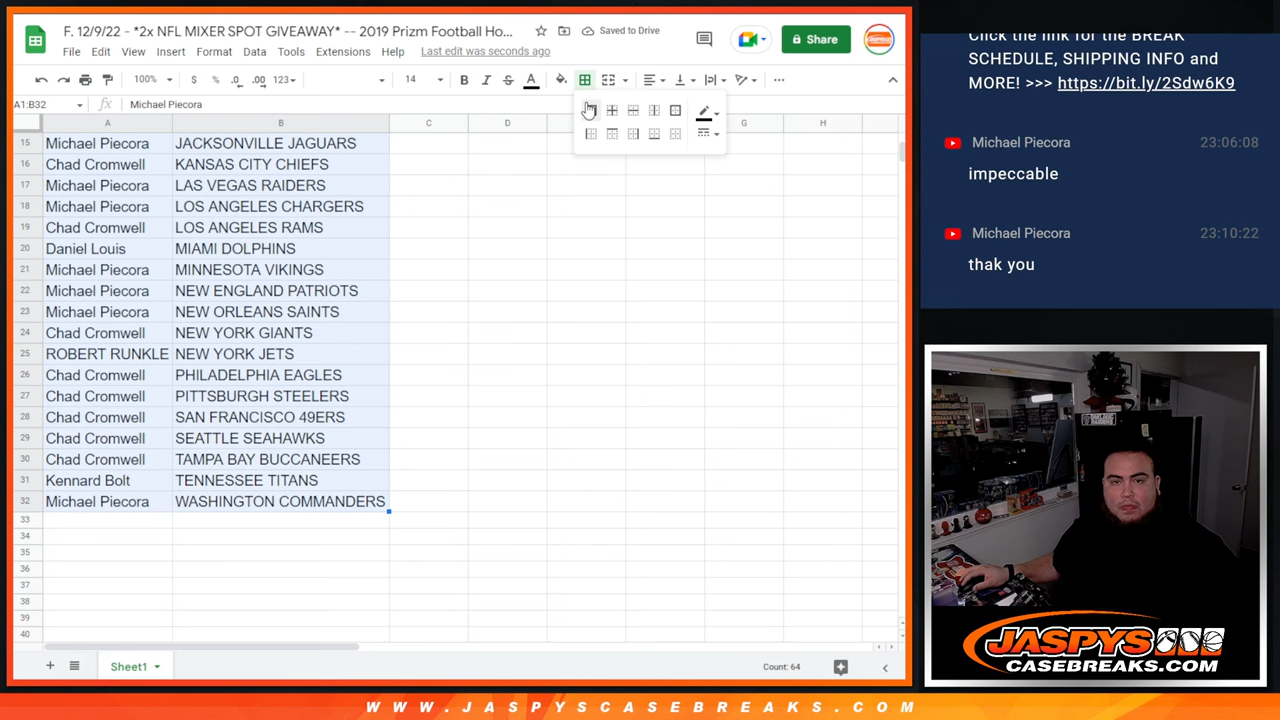 F. 12/9/22 - *2x NFL MIXER SPOT GIVEAWAY* -- 2019 Prizm Football Ho...
Saved to Drive
Share
File Edit View Insert Format Data Tools Extensions Help Last edit was seconds ago
100% $ % .0 .00 123 14 B I S A
A1:B32 fx Michael Piecora
A B C D G H
15 Michael Piecora JACKSONVILLE JAGUARS
16 Chad Cromwell KANSAS CITY CHIEFS
17 Michael Piecora LAS VEGAS RAIDERS
18 Michael Piecora LOS ANGELES CHARGERS
19 Chad Cromwell LOS ANGELES RAMS
20 Daniel Louis MIAMI DOLPHINS
21 Michael Piecora MINNESOTA VIKINGS
22 Michael Piecora NEW ENGLAND PATRIOTS
23 Michael Piecora NEW ORLEANS SAINTS
24 Chad Cromwell NEW YORK GIANTS
25 ROBERT RUNKLE NEW YORK JETS
26 Chad Cromwell PHILADELPHIA EAGLES
27 Chad Cromwell PITTSBURGH STEELERS
28 Chad Cromwell SAN FRANCISCO 49ERS
29 Chad Cromwell SEATTLE SEAHAWKS
30 Chad Cromwell TAMPA BAY BUCCANEERS
31 Kennard Bolt TENNESSEE TITANS
32 Michael Piecora WASHINGTON COMMANDERS
33
34
35
36
37
38
39
40
Sheet1
Count: 64
Click the link for the BREAK
SCHEDULE, SHIPPING INFO and
MORE! >>> https://bit.ly/2Sdw6K9
Michael Piecora 23:06:08
impeccable
Michael Piecora 23:10:22
thak you
JASPYS
CASEBREAKS.COM
WWW.JASPYSCASEBREAKS.COM